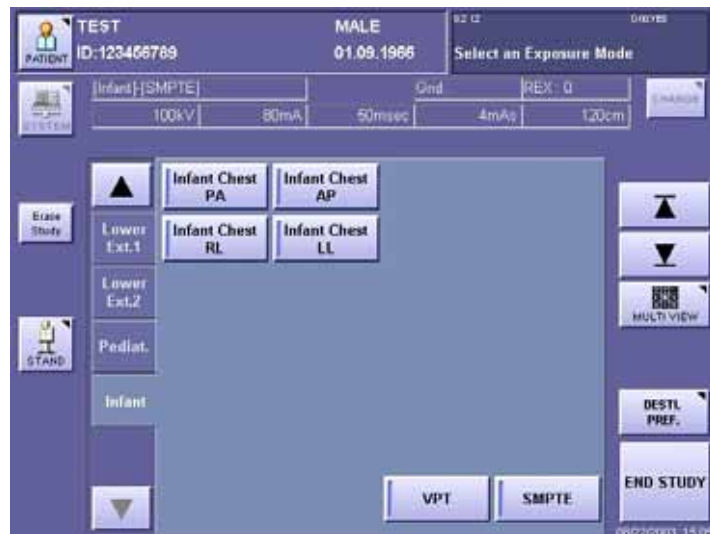 PATIENT
TEST
ID:123456789
MALE
01.09.1966
Select an Exposure Mode
SYSTEM
[Infant]-[SMPTE]
Grid
REX : 0
CHANGE
100kV
80mA
50msec
4mAs
120cm
Infant Chest
PA
Infant Chest
AP
Erase
Study
Lower
Ext.1
Infant Chest
RL
Infant Chest
LL
Lower
Ext.2
MULTI VIEW
STAND
Pediat.
Infant
DESTI.
PREF.
VPT
SMPTE
END STUDY